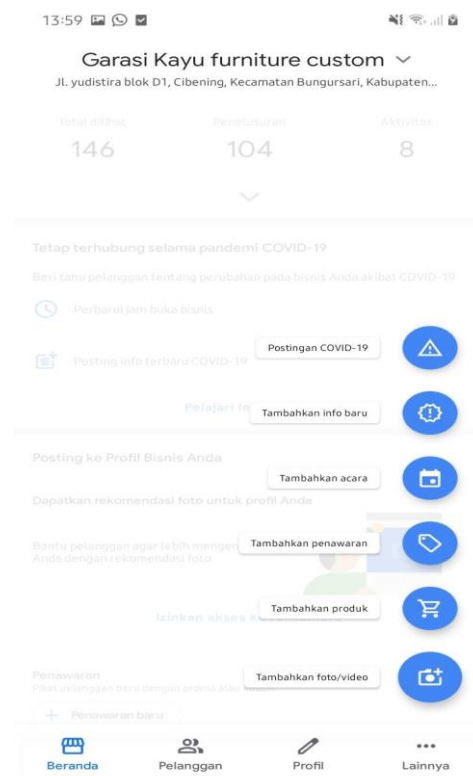 13:59
Garasi Kayu furniture custom
Jl. yudistira blok D1, Cibening, Kecamatan Bungursari, Kabupaten...
Total dilihat Penelusuran Aktivitas
146 104 8
Tetap terhubung selama pandemi COVID-19
Beri tahu pelanggan tentang perubahan pada bisnis Anda akibat COVID-19
Perbarui jam buka bisnis
Postingan COVID-19
Posting info terbaru COVID-19
Pelajari
Tambahkan info baru
Posting ke Profil Bisnis Anda
Tambahkan acara
Dapatkan rekomendasi foto untuk profil Anda
Tambahkan penawaran
Bantu pelanggan agar lebih
Anda dengan rekomendasi foto
Tambahkan produk
Izinkan akses
Penawaran
Tambahkan foto/video
Pikat pelanggan baru dengan promo atau
+ Penawaran baru
Beranda Pelanggan Profil Lainnya